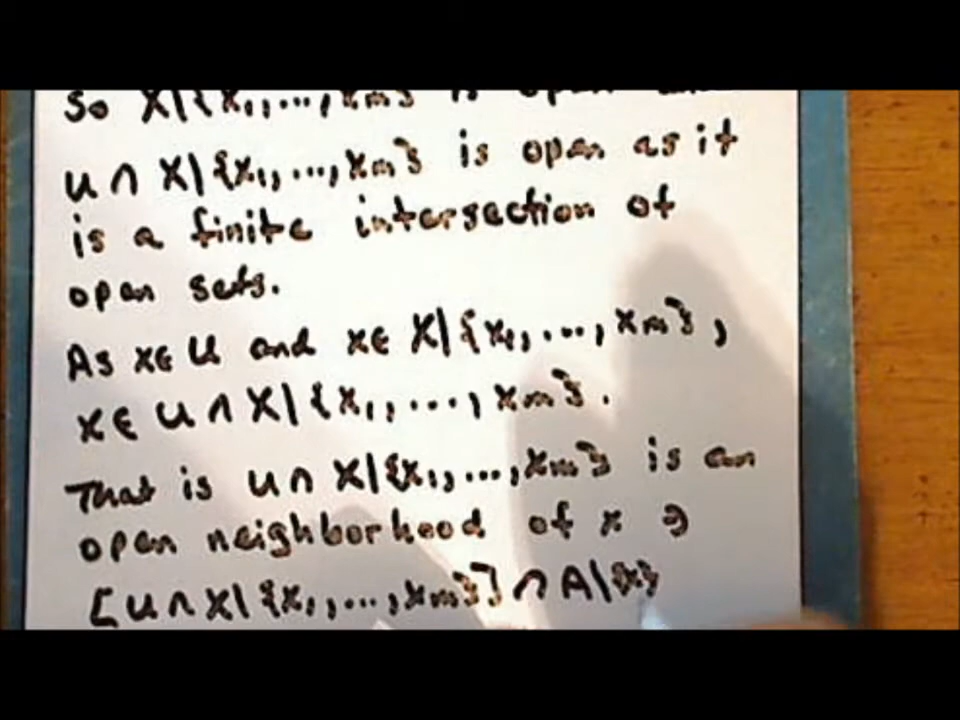 So X\{x₁,...,xₘ} is open and
U ∩ X\{x₁,...,xₘ} is open as it
is a finite intersection of
open sets.
As x∈U and x∈ X\{x₁,...,xₘ},
x∈ U ∩ X\{x₁,...,xₘ}.
That is U ∩ X\{x₁,...,xₘ} is an
open neighborhood of x ∋
[U ∩ X\{x₁,...,xₘ}] ∩ A\{x}